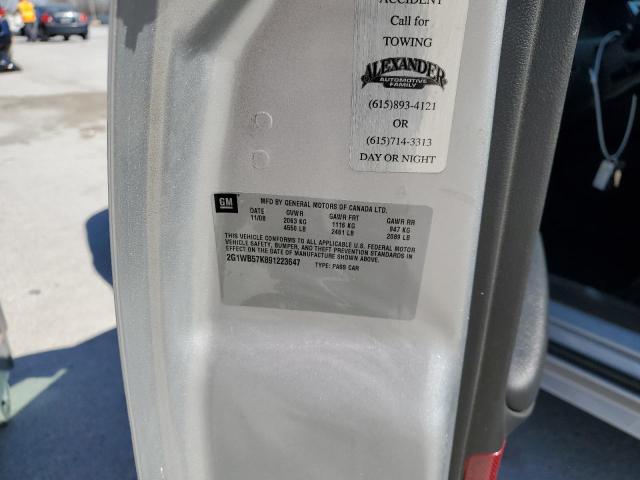 ACCIDENT
Call for
TOWING
ALEXANDER
AUTOMOTIVE
FAMILY
(615)893-4121
OR
(615)714-3313
DAY OR NIGHT
GM
MFD BY GENERAL MOTORS OF CANADA LTD.
DATE GVWR GAWR FRT GAWR RR
11/08 2063 KG 1116 KG 947 KG
4550 LB 2461 LB 2089 LB
THIS VEHICLE CONFORMS TO ALL APPLICABLE U.S. FEDERAL MOTOR
VEHICLE SAFETY, BUMPER, AND THEFT PREVENTION STANDARDS IN
EFFECT ON THE DATE OF MANUFACTURE SHOWN ABOVE.
2G1WB57K891223647 TYPE: PASS CAR